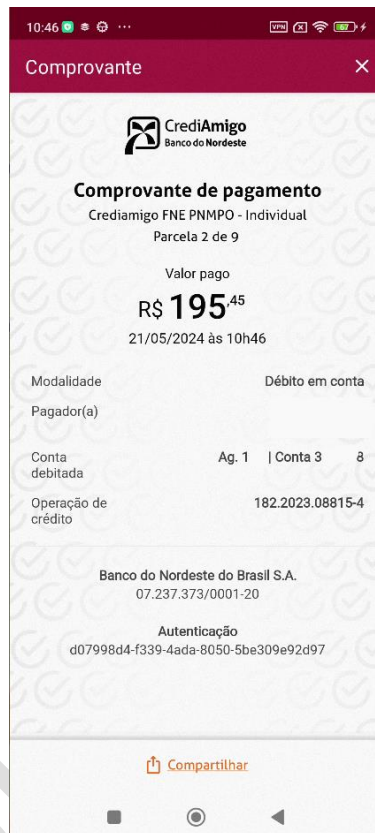 10:46
VPN
67
Comprovante
CrediAmigo
Banco do Nordeste
Comprovante de pagamento
Crediamigo FNE PNMPO - Individual
Parcela 2 de 9
Valor pago
R$ 195,45
21/05/2024 às 10h46
Modalidade Débito em conta
Pagador(a)
Conta debitada Ag. 1 | Conta 3 8
Operação de crédito 182.2023.08815-4
Banco do Nordeste do Brasil S.A.
07.237.373/0001-20
Autenticação
d07998d4-f339-4ada-8050-5be309e92d97
Compartilhar